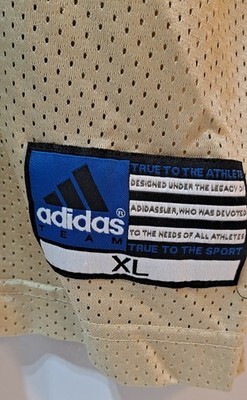 TRUE TO THE ATHLETE
DESIGNED UNDER THE LEGACY O
ADIDASSLER, WHO HAS DEVOTED
TO THE NEEDS OF ALL ATHLETES
TRUE TO THE SPORT
adidas®
TEAM
XL